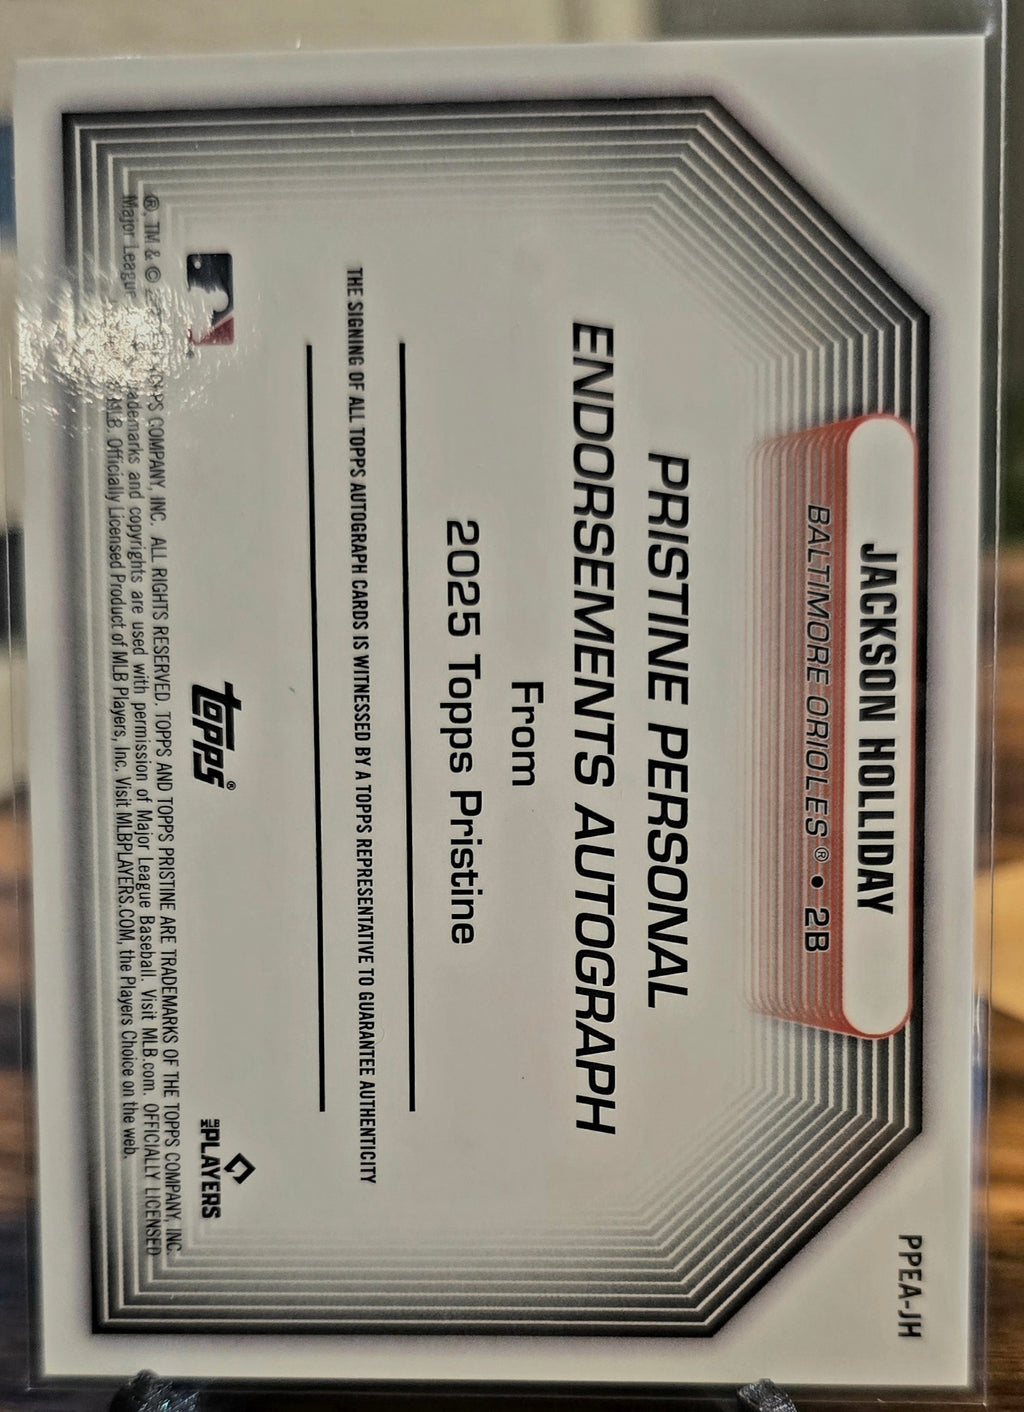 PPEA-JH
JACKSON HOLLIDAY
BALTIMORE ORIOLES® • 2B
PRISTINE PERSONAL
ENDORSEMENTS AUTOGRAPH
From
2025 Topps Pristine
THE SIGNING OF ALL TOPPS AUTOGRAPH CARDS IS WITNESSED BY A TOPPS REPRESENTATIVE TO GUARANTEE AUTHENTICITY
topps®
MLB PLAYERS
®, TM & © TOPPS COMPANY, INC. ALL RIGHTS RESERVED. TOPPS AND TOPPS PRISTINE ARE TRADEMARKS OF THE TOPPS COMPANY, INC.
Major League trademarks and copyrights are used with permission of Major League Baseball. Visit MLB.com. OFFICIALLY LICENSED
MLB. Officially Licensed Product of MLB Players, Inc. Visit MLBPLAYERS.COM, the Players Choice on the web.